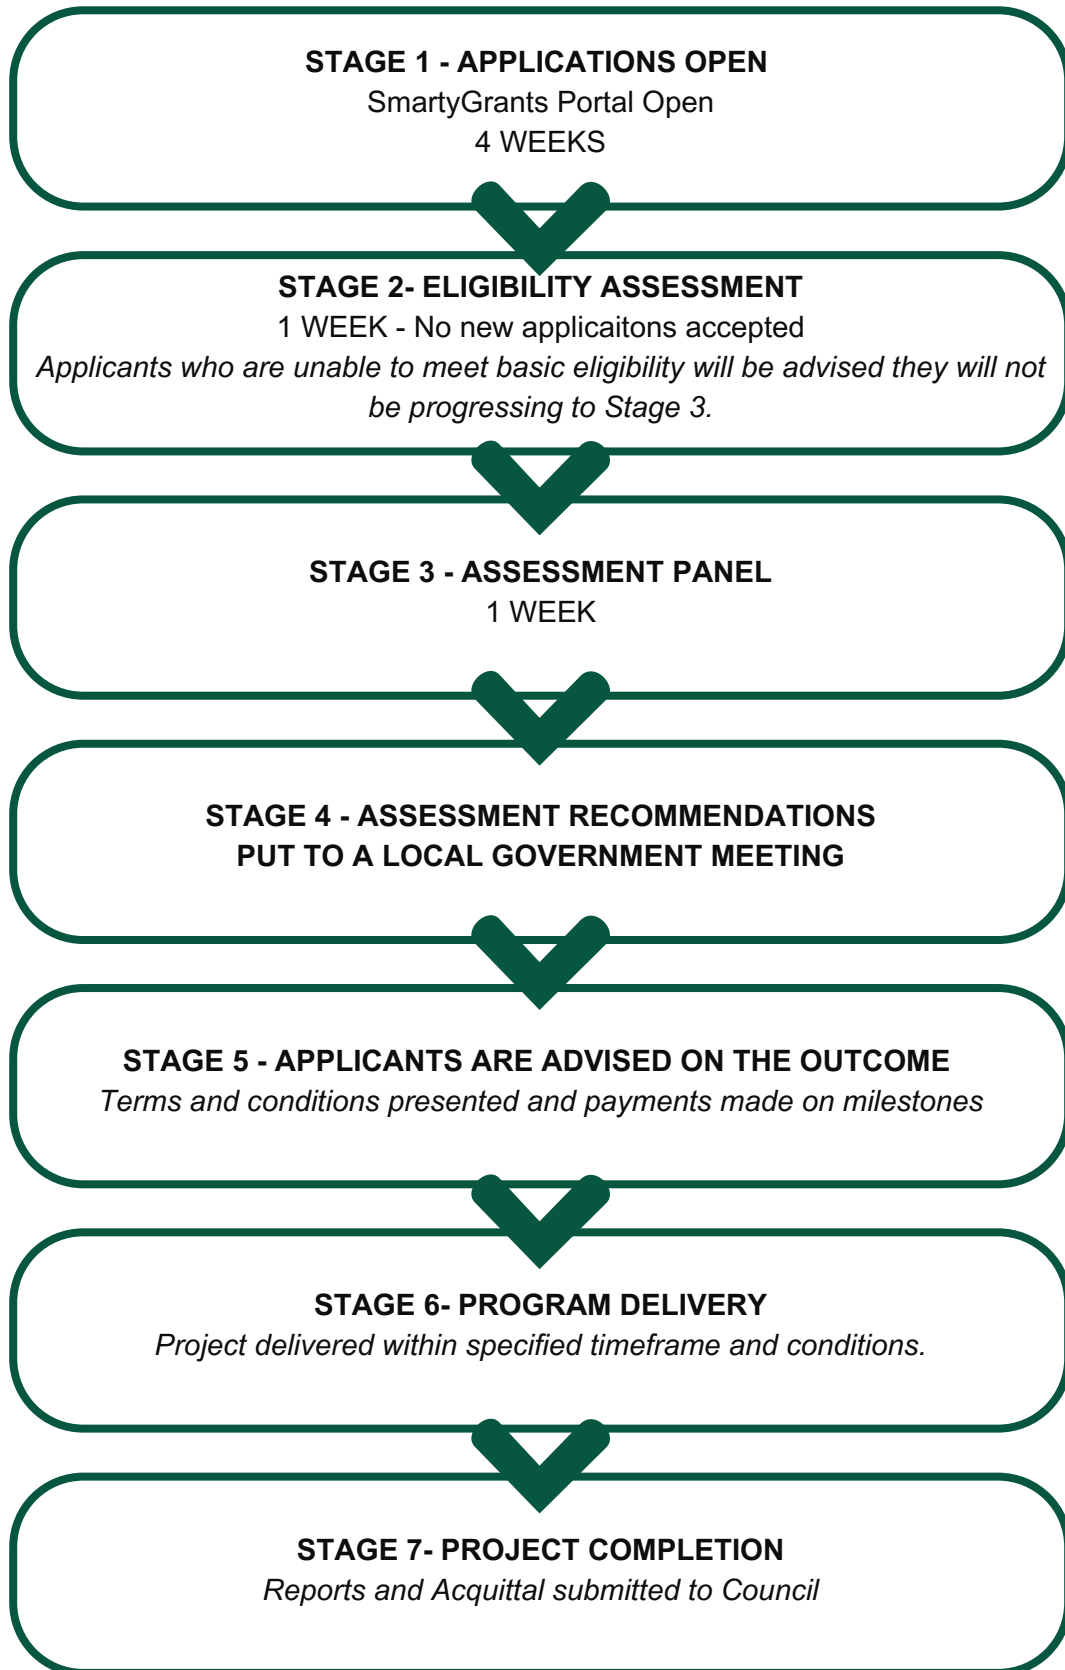 STAGE 1 - APPLICATIONS OPEN
SmartyGrants Portal Open
4 WEEKS
STAGE 2- ELIGIBILITY ASSESSMENT
1 WEEK - No new applicaitons accepted
Applicants who are unable to meet basic eligibility will be advised they will not
be progressing to Stage 3.
STAGE 3 - ASSESSMENT PANEL
1 WEEK
STAGE 4 - ASSESSMENT RECOMMENDATIONS
PUT TO A LOCAL GOVERNMENT MEETING
STAGE 5 - APPLICANTS ARE ADVISED ON THE OUTCOME
Terms and conditions presented and payments made on milestones
STAGE 6- PROGRAM DELIVERY
Project delivered within specified timeframe and conditions.
STAGE 7- PROJECT COMPLETION
Reports and Acquittal submitted to Council